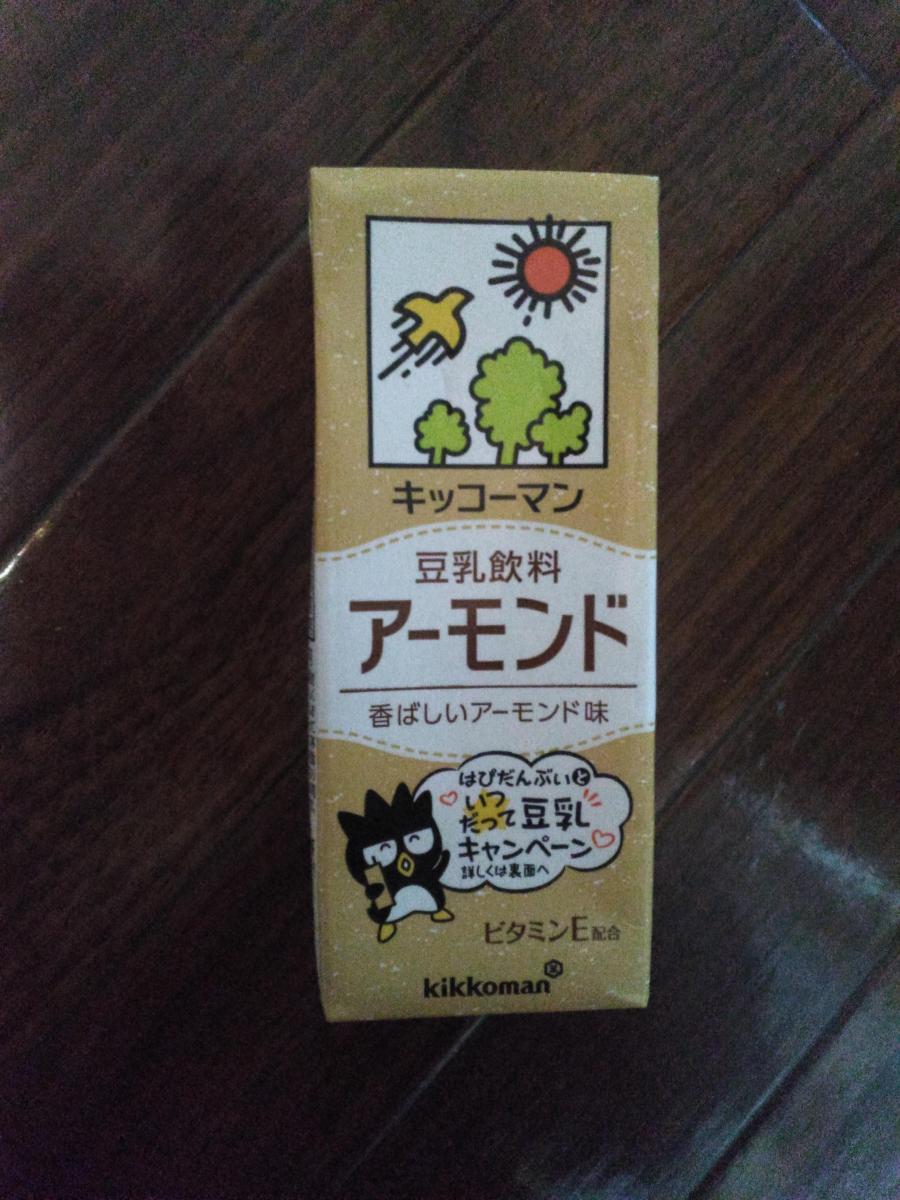 キッコーマン
豆乳飲料
アーモンド
香ばしいアーモンド味
はぴだんぶいと
いつ
だって豆乳
キャンペーン
詳しくは裏面へ
ビタミンE配合
kikkoman